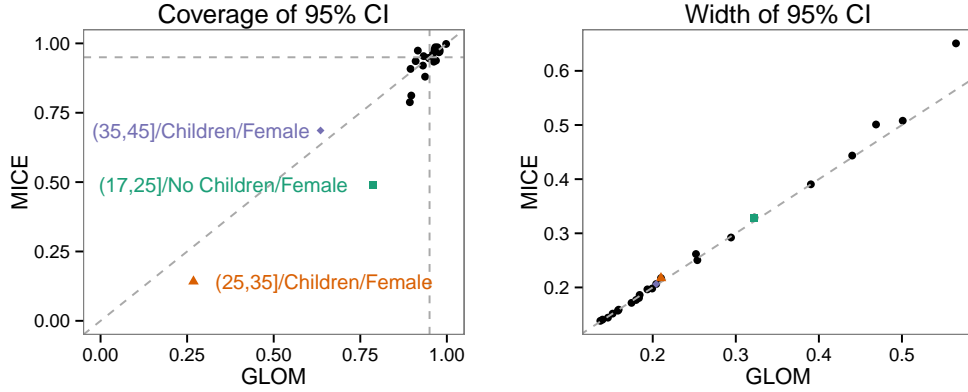 Coverage of 95% CI
1.00
0.75
0.50
0.25
0.00
MICE
(35,45]/Children/Female
(17,25]/No Children/Female
(25,35]/Children/Female
0.00 0.25 0.50 0.75 1.00
GLOM
Width of 95% CI
0.6
0.5
0.4
0.3
0.2
MICE
0.2 0.3 0.4 0.5
GLOM